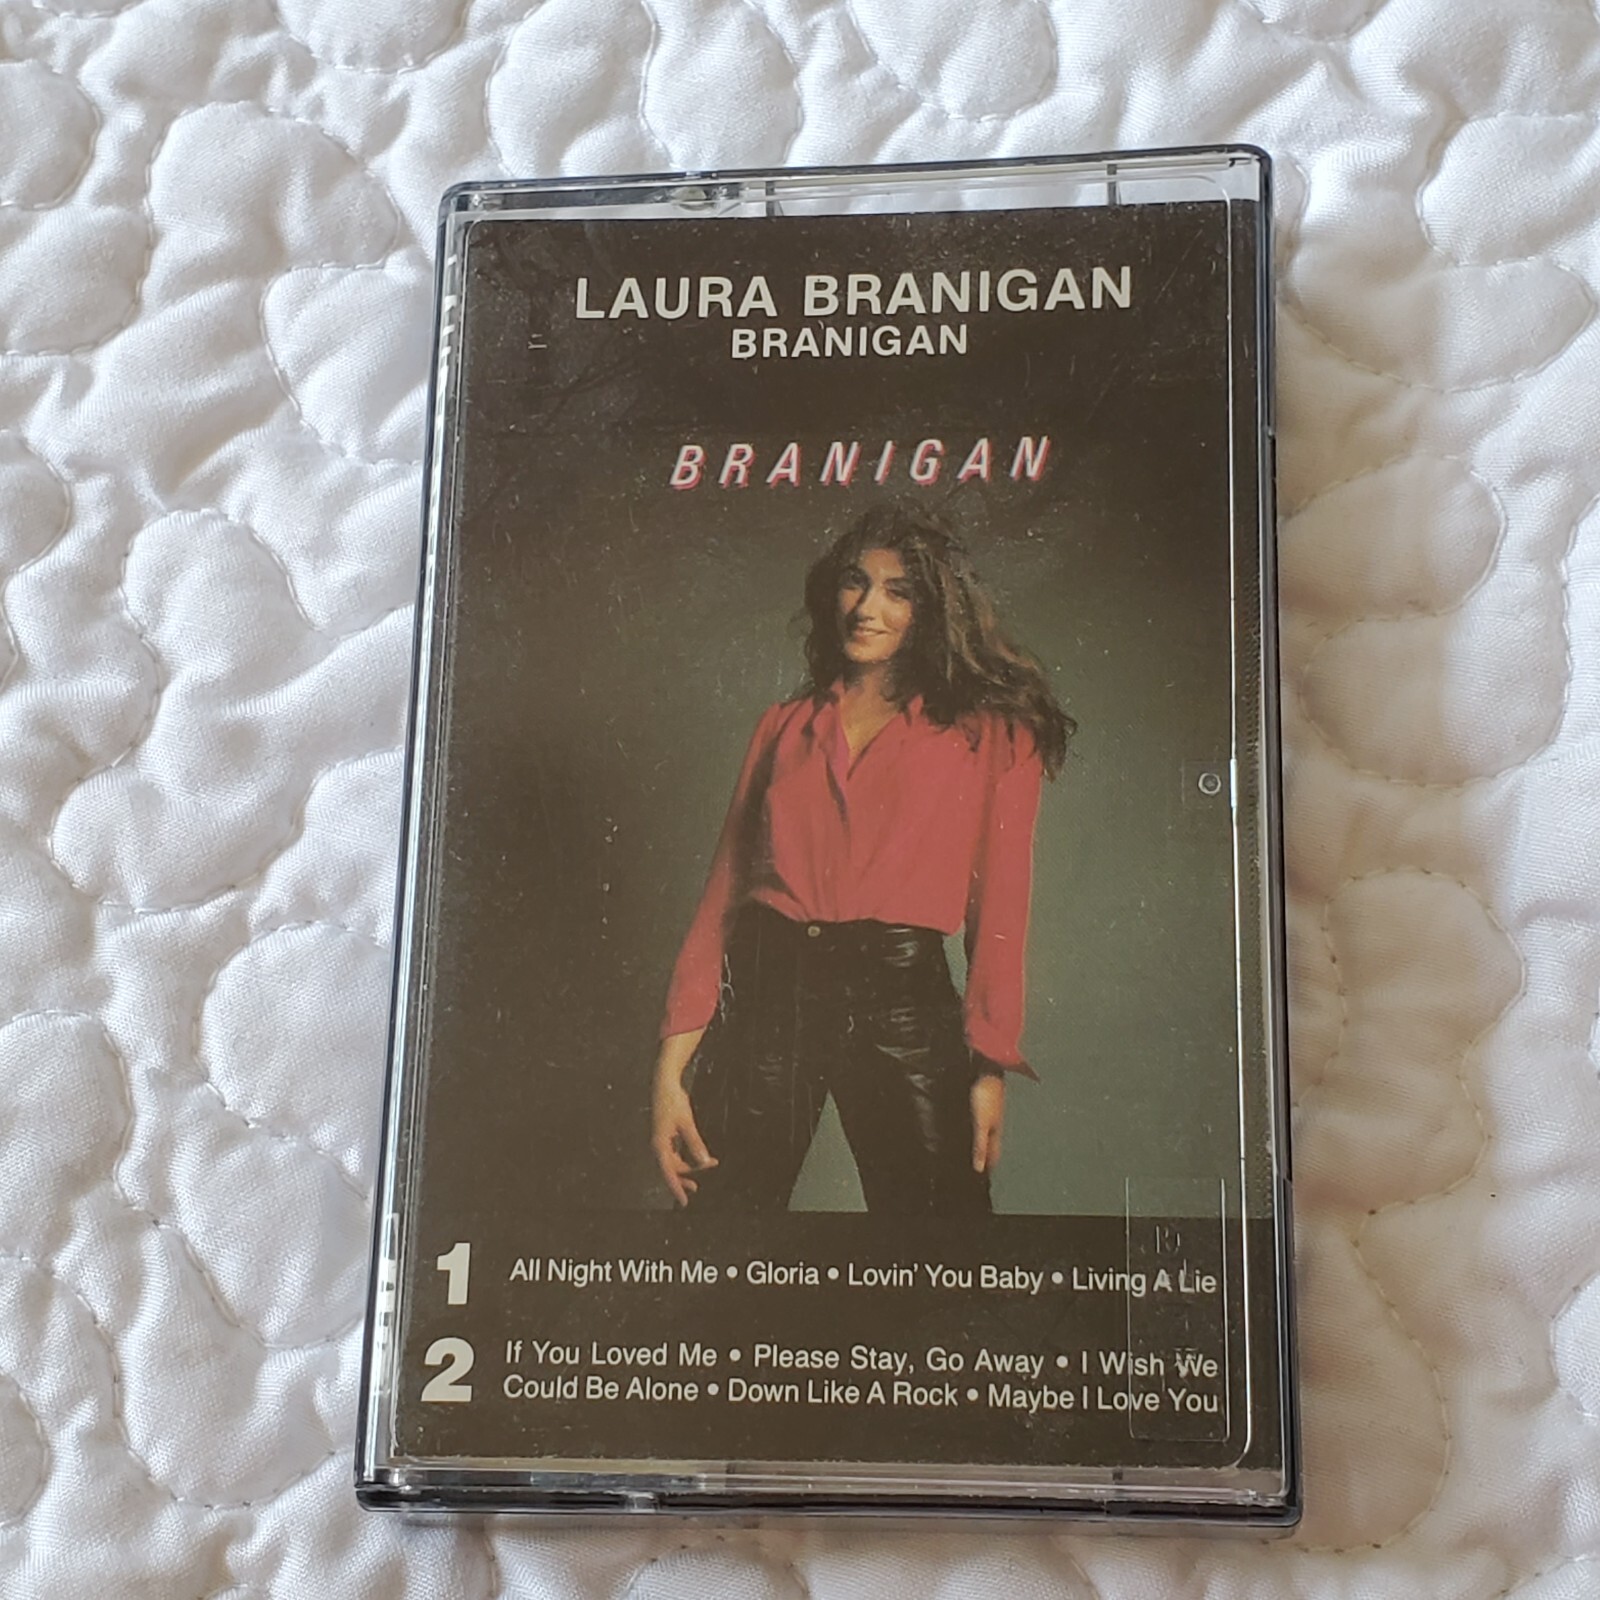 LAURA BRANIGAN
BRANIGAN
BRANIGAN
1 All Night With Me • Gloria • Lovin' You Baby • Living A Lie
2 If You Loved Me • Please Stay, Go Away • I Wish We
Could Be Alone • Down Like A Rock • Maybe I Love You